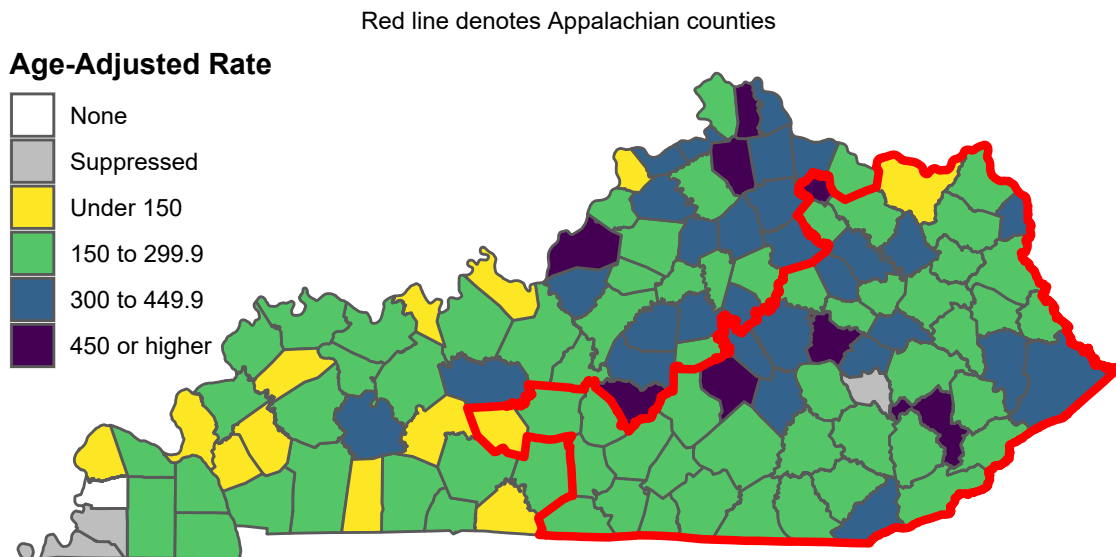 Red line denotes Appalachian counties
Age-Adjusted Rate
None
Suppressed
Under 150
150 to 299.9
300 to 449.9
450 or higher